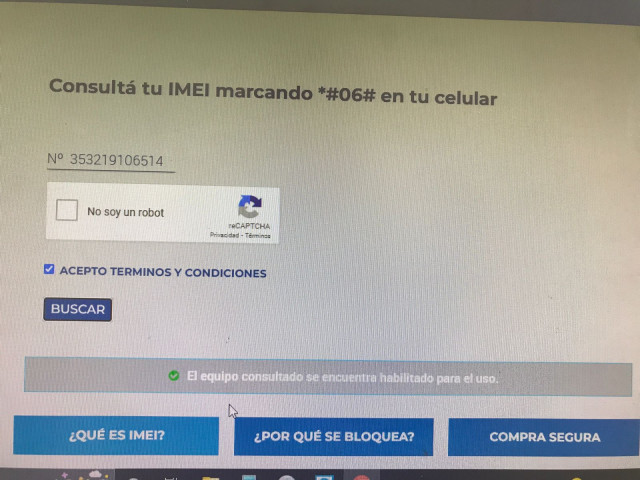 Consultá tu IMEI marcando *#06# en tu celular
Nº 353219106514
No soy un robot
reCAPTCHA
Privacidad - Términos
ACEPTO TERMINOS Y CONDICIONES
BUSCAR
El equipo consultado se encuentra habilitado para el uso.
¿QUÉ ES IMEI?
¿POR QUÉ SE BLOQUEA?
COMPRA SEGURA